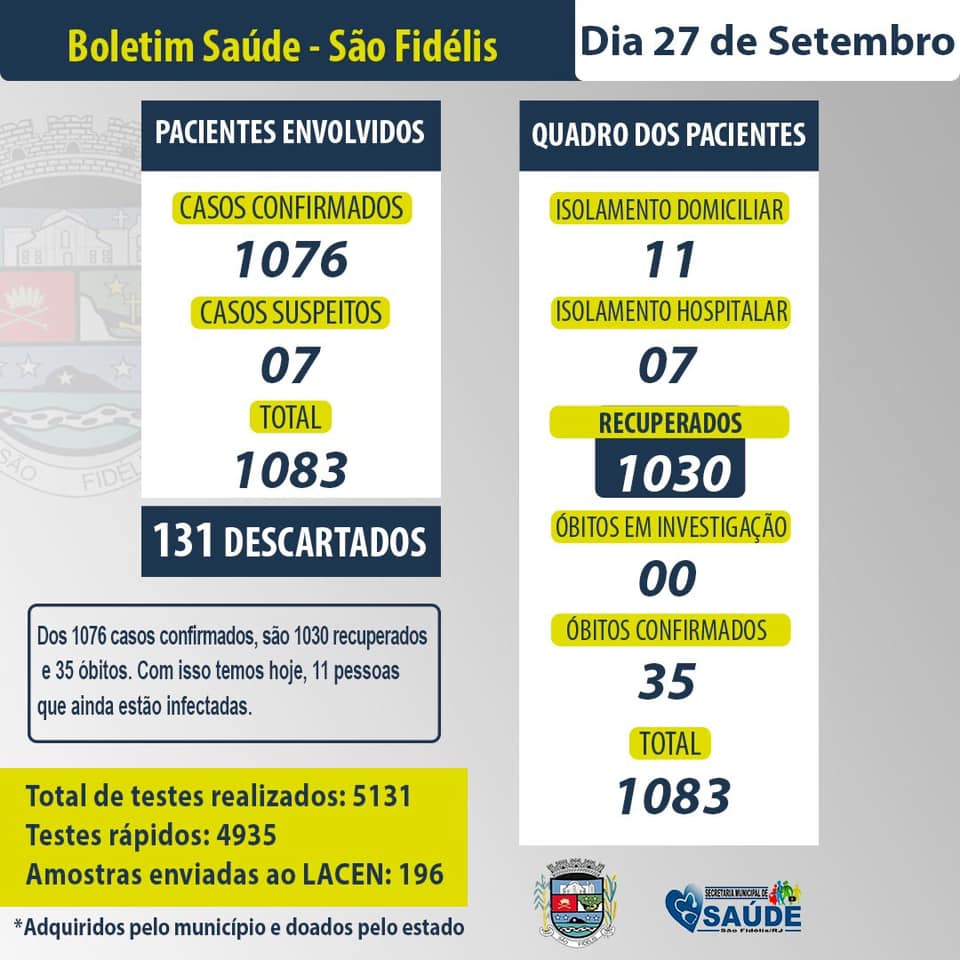 Boletim Saúde - São Fidélis
Dia 27 de Setembro
PACIENTES ENVOLVIDOS
CASOS CONFIRMADOS
1076
CASOS SUSPEITOS
07
TOTAL
1083
131 DESCARTADOS
Dos 1076 casos confirmados, são 1030 recuperados
e 35 óbitos. Com isso temos hoje, 11 pessoas
que ainda estão infectadas.
Total de testes realizados: 5131
Testes rápidos: 4935
Amostras enviadas ao LACEN: 196
*Adquiridos pelo município e doados pelo estado
QUADRO DOS PACIENTES
ISOLAMENTO DOMICILIAR
11
ISOLAMENTO HOSPITALAR
07
RECUPERADOS
1030
ÓBITOS EM INVESTIGAÇÃO
00
ÓBITOS CONFIRMADOS
35
TOTAL
1083
SÃO FIDÉLIS
SECRETARIA MUNICIPAL DE
SAÚDE
São Fidélis/RJ
SÃO FIDÉLIS